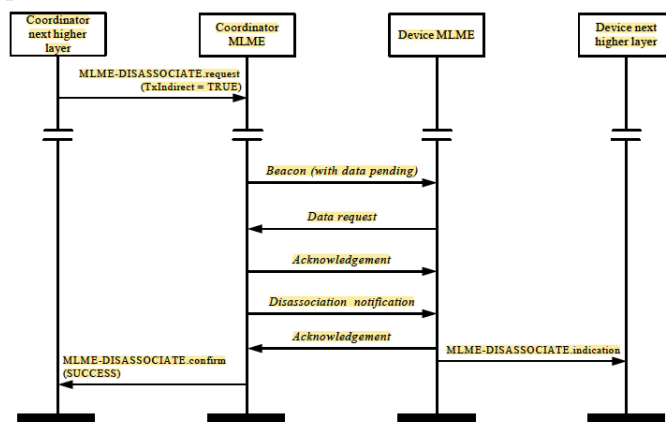 Coordinator
next higher
layer
Coordinator
MLME
Device MLME
Device next
higher layer
MLME-DISASSOCIATE.request
(TxIndirect = TRUE)
Beacon (with data pending)
Data request
Acknowledgement
Disassociation notification
Acknowledgement
MLME-DISASSOCIATE.indication
MLME-DISASSOCIATE.confirm
(SUCCESS)